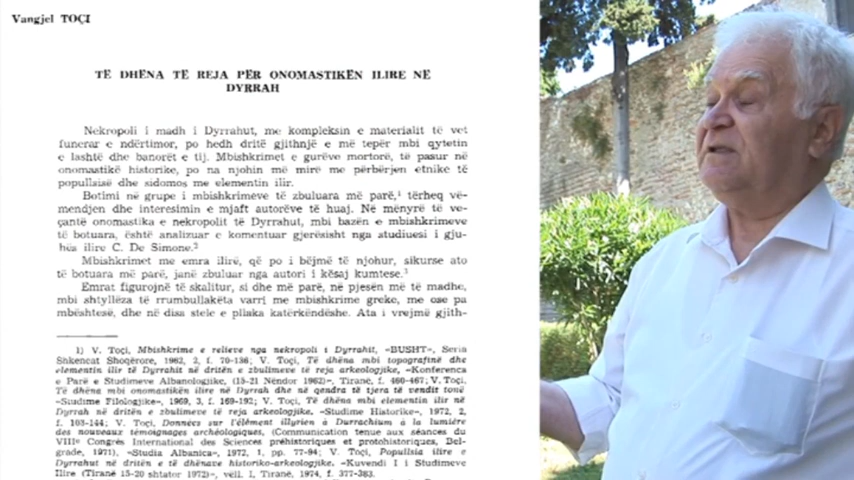 Vangjel TOÇI
TË DHËNA TË REJA PËR ONOMASTIKËN ILIRE NË
DYRRAH
Nekropoli i madh i Dyrrahut, me kompleksin e materialit të vet
funerar e ndërtimor, po hedh dritë gjithnjë e më tepër mbi qytetin
e lashtë dhe banorët e tij. Mbishkrimet e gurëve mortorë, të pasur në
onomastikë historike, po na njohin më mirë me përbërjen etnike të
popullsisë dhe sidomos me elementin ilir.
Botimi në grupe i mbishkrimeve të zbuluara më parë,¹ tërheq vë-
mendjen dhe interesimin e mjaft autorëve të huaj. Në mënyrë të ve-
çantë onomastika e nekropolit të Dyrrahut, mbi bazën e mbishkrimeve
të botuara, është analizuar e komentuar gjerësisht nga studiuesi i gju-
hës ilire C. De Simone.²
Mbishkrimet me emra ilirë, që po i bëjmë të njohur, sikurse ato
të botuara më parë, janë zbuluar nga autori i kësaj kumtese.³
Emrat figurojnë të skalitur, si dhe më parë, në pjesën më të madhe,
mbi shtyllëza të rrumbullakëta varri me mbishkrime greke, me ose pa
mbështesë, dhe në disa stele e pllaka katërkëndëshe. Ata i vrejmë gjith-
1) V. Toçi, Mbishkrime e relieve nga nekropoli i Dyrrahit, «BUSHT», Seria
Shkencat Shoqërore, 1962, 2, f. 70-136; V. Toçi, Të dhëna mbi topografinë dhe
elementin ilir të Dyrrahit në dritën e zbulimeve të reja arkeologjike, «Konferenca
e Parë e Studimeve Albanologjike, (15-21 Nëndor 1962)», Tiranë, f. 460-467; V. Toçi,
Të dhëna mbi onomastikën ilire në Dyrrah dhe në qendra të tjera të vendit tonë
«Studime Filologjike», 1969, 3, f. 169-192; V. Toçi, Të dhëna mbi elementin ilir në
Dyrrah në dritën e zbulimeve të reja arkeologjike. «Studime Historike», 1972, 2,
f. 103-144; V. Toçi, Données sur l'élément illyrien à Durrachium à la lumière
des nouveaux témoignages archéologiques, (Communication tenue aux séances du
VIIIᵉ Congrès International des Sciences préhistoriques et protohistoriques, Bel-
grade, 1971), «Studia Albanica», 1972, 1, pp. 77-94; V. Toçi, Popullsia ilire e
Dyrrahut në dritën e të dhënave historiko-arkeologjike. «Kuvendi I i Studimeve
Ilire (Tiranë 15-20 shtator 1972)», vëll. I, Tiranë, 1974, f. 377-383.